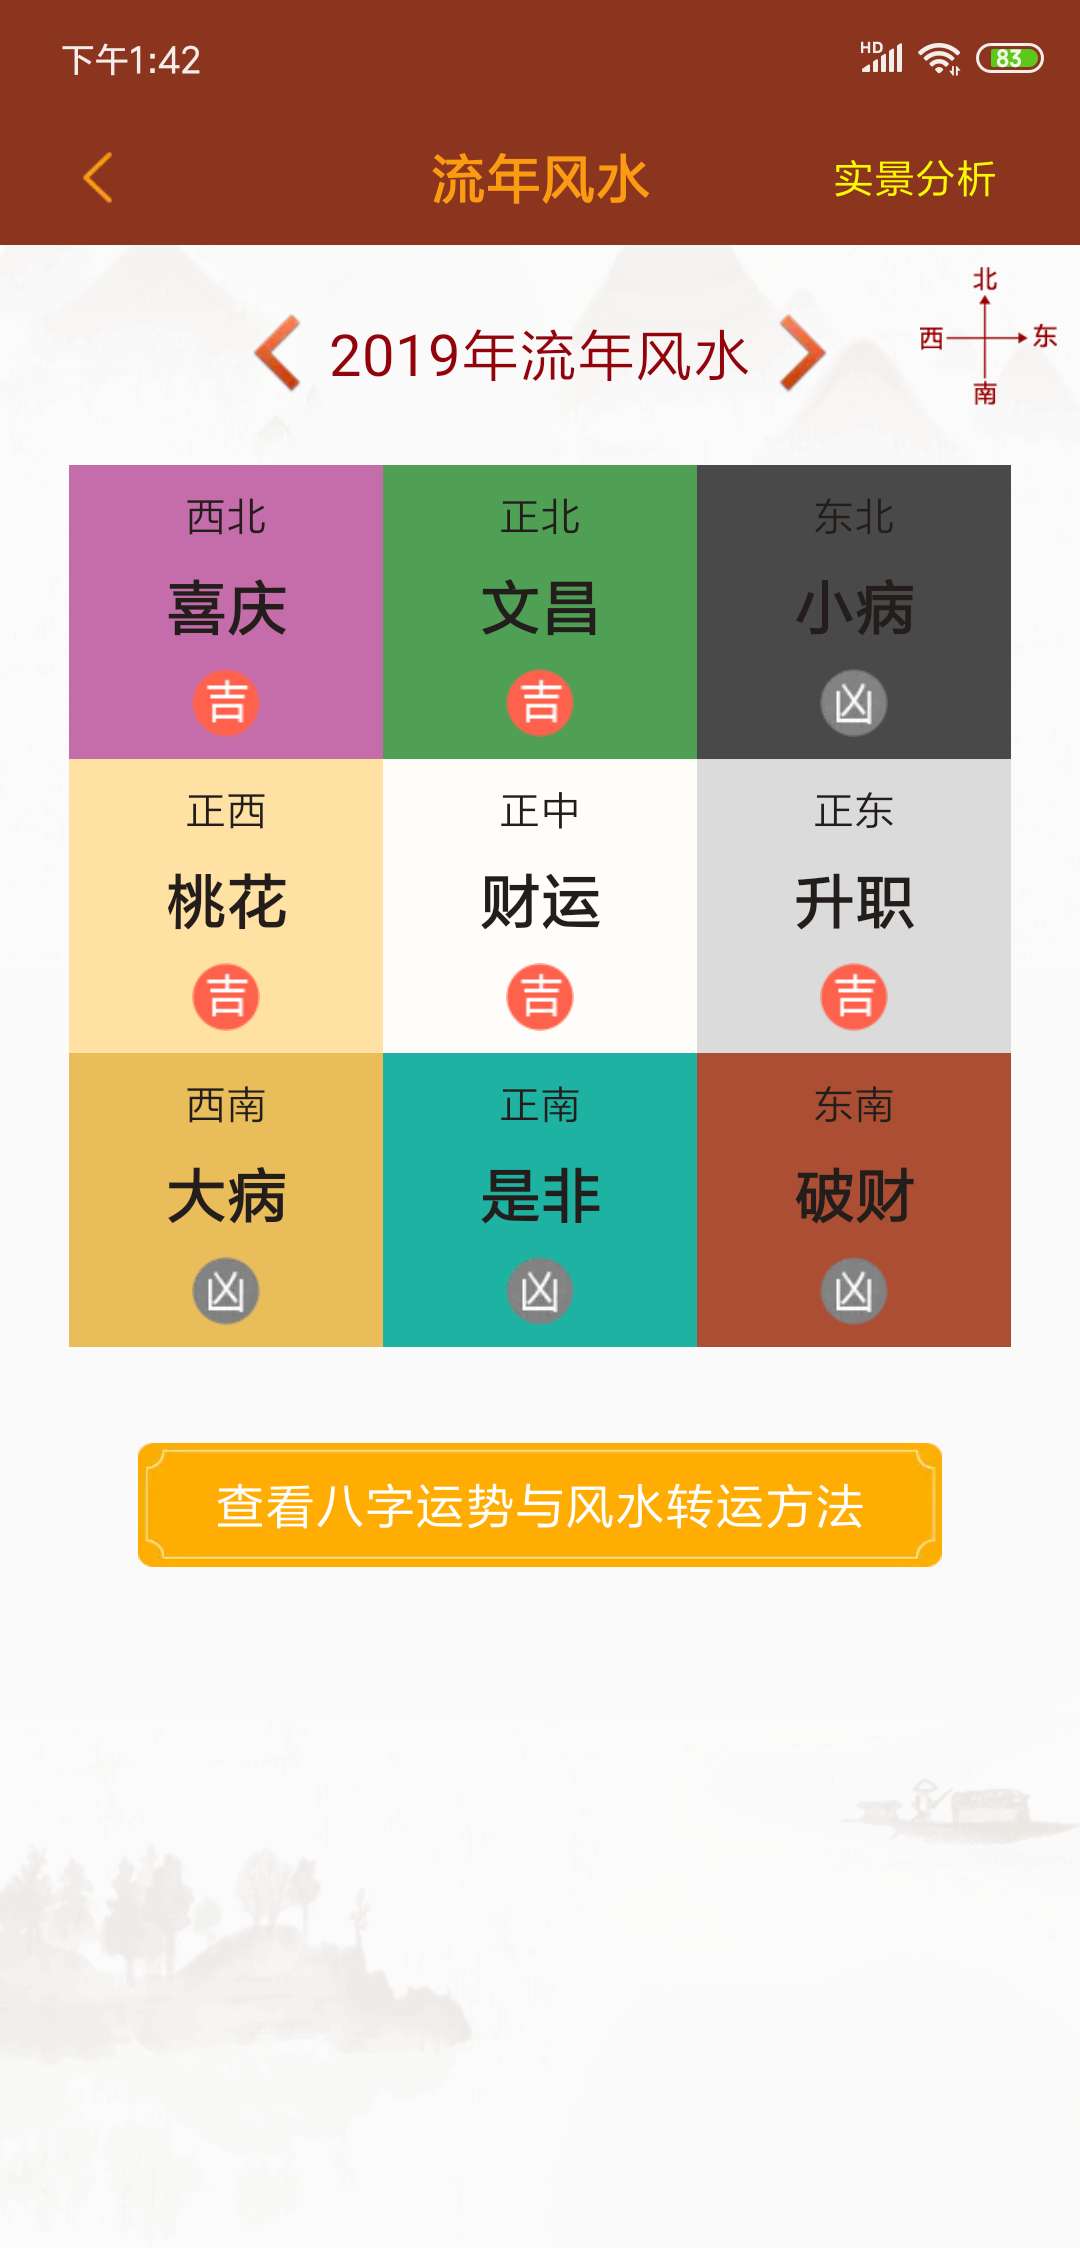 下午1:42
HD
83
流年风水
实景分析
北
2019年流年风水
西 东
南
西北 正北 东北
喜庆 文昌 小病
吉 吉 凶
正西 正中 正东
桃花 财运 升职
吉 吉 吉
西南 正南 东南
大病 是非 破财
凶 凶 凶
查看八字运势与风水转运方法